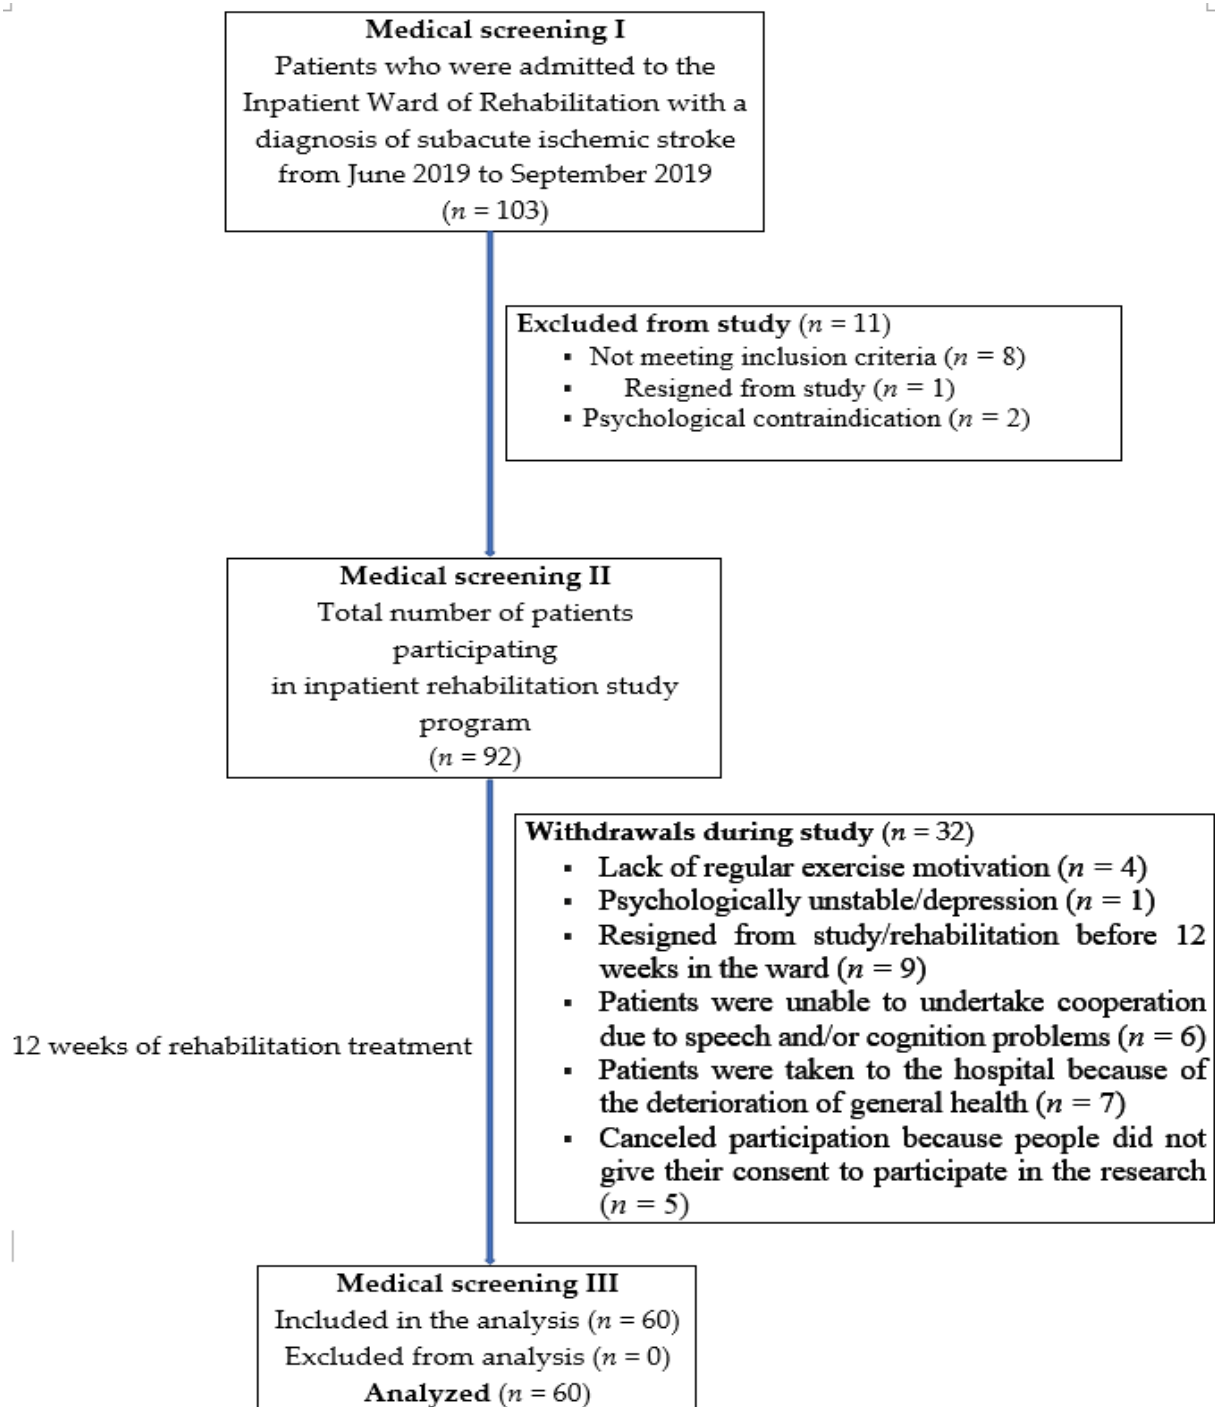 Medical screening I
Patients who were admitted to the
Inpatient Ward of Rehabilitation with a
diagnosis of subacute ischemic stroke
from June 2019 to September 2019
(n = 103)
Excluded from study (n = 11)
▪ Not meeting inclusion criteria (n = 8)
▪ Resigned from study (n = 1)
▪ Psychological contraindication (n = 2)
Medical screening II
Total number of patients
participating
in inpatient rehabilitation study
program
(n = 92)
Withdrawals during study (n = 32)
▪ Lack of regular exercise motivation (n = 4)
▪ Psychologically unstable/depression (n = 1)
▪ Resigned from study/rehabilitation before 12
weeks in the ward (n = 9)
▪ Patients were unable to undertake cooperation
due to speech and/or cognition problems (n = 6)
▪ Patients were taken to the hospital because of
the deterioration of general health (n = 7)
▪ Canceled participation because people did not
give their consent to participate in the research
(n = 5)
12 weeks of rehabilitation treatment
Medical screening III
Included in the analysis (n = 60)
Excluded from analysis (n = 0)
Analyzed (n = 60)